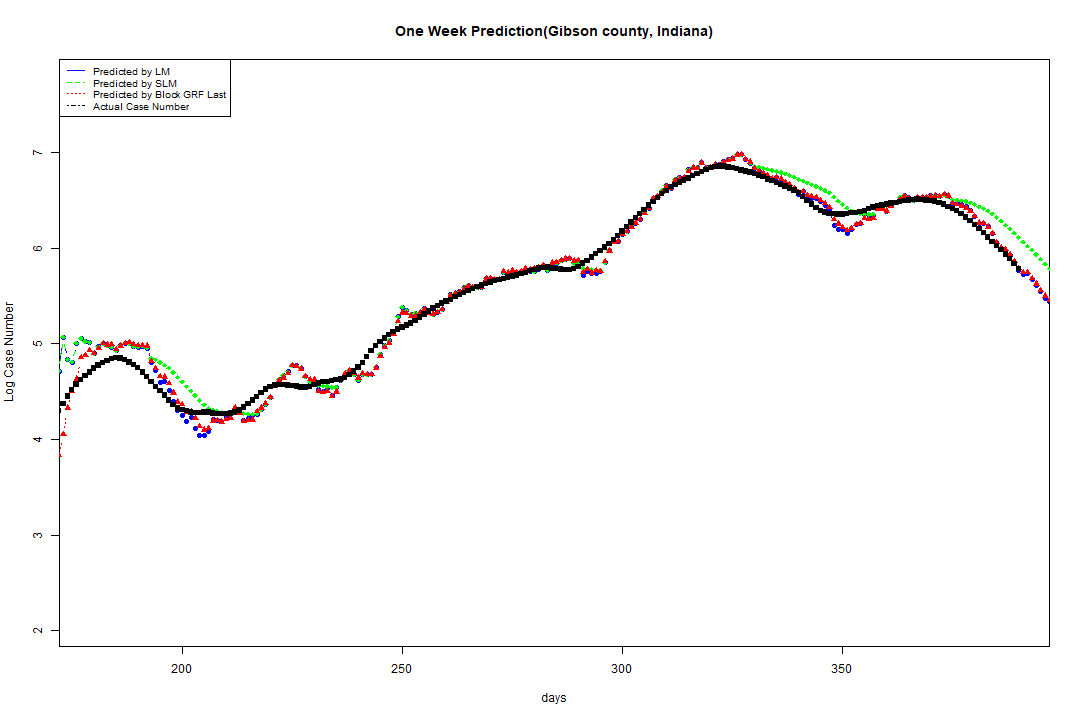 One Week Prediction(Gibson county, Indiana)
Predicted by LM
Predicted by SLM
Predicted by Block GRF Last
Actual Case Number
7
6
5
4
3
2
Log Case Number
200 250 300 350
days